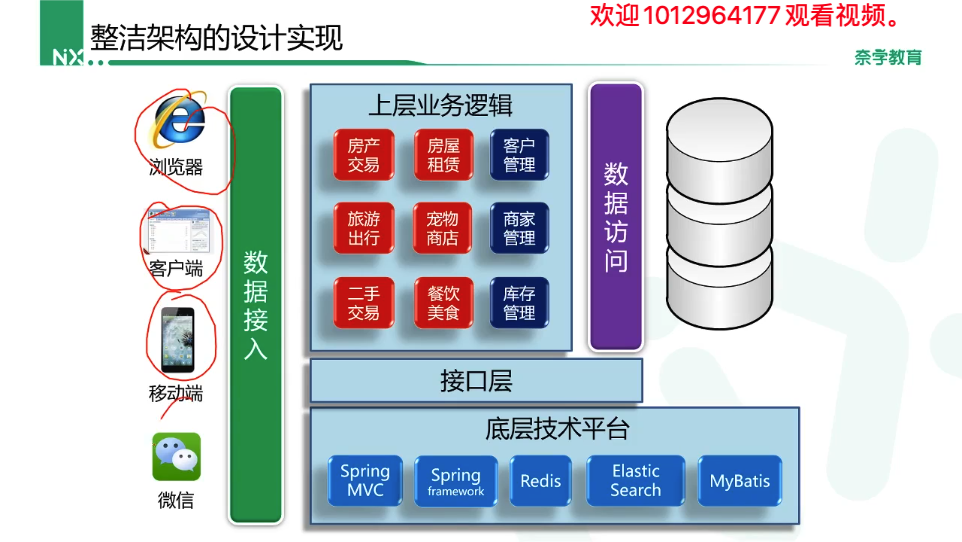 欢迎1012964177观看视频。
NX
整洁架构的设计实现
奈学教育
浏览器
客户端
移动端
微信
数据接入
上层业务逻辑
房产
交易
房屋
租赁
客户
管理
旅游
出行
宠物
商店
商家
管理
二手
交易
餐饮
美食
库存
管理
数据访问
接口层
底层技术平台
Spring
MVC
Spring
framework
Redis
Elastic
Search
MyBatis